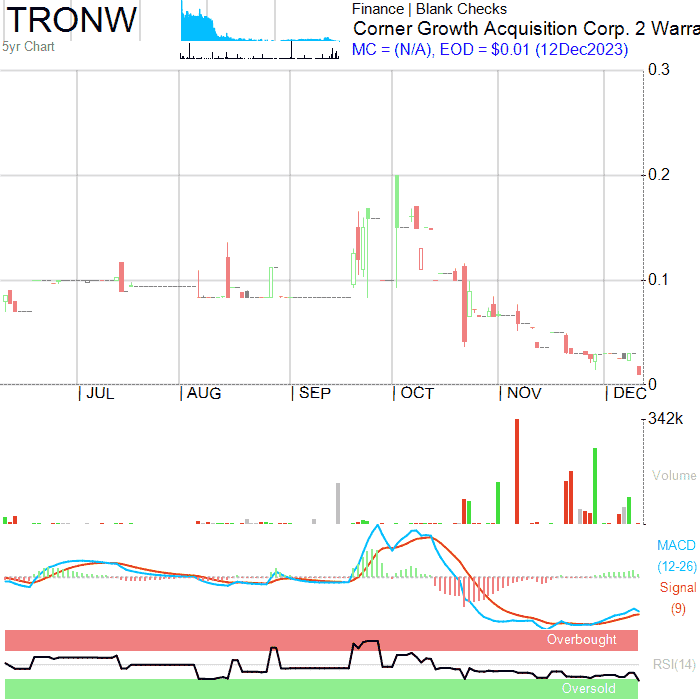 TRONW
5yr Chart
Finance | Blank Checks
Corner Growth Acquisition Corp. 2 Warra
MC = (N/A), EOD = $0.01 (12Dec2023)
0.3
0.2
0.1
0
| JUL | AUG | SEP | OCT | NOV | DEC
342k
Volume
MACD
(12-26)
Signal
(9)
Overbought
RSI(14)
Oversold